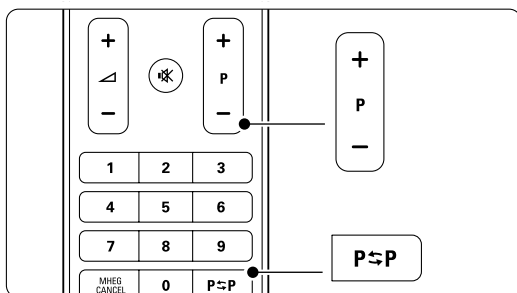 + +
P
− −
1 2 3
4 5 6
7 8 9
MHEG
CANCEL 0 P⇆P
+
P
−
P⇆P